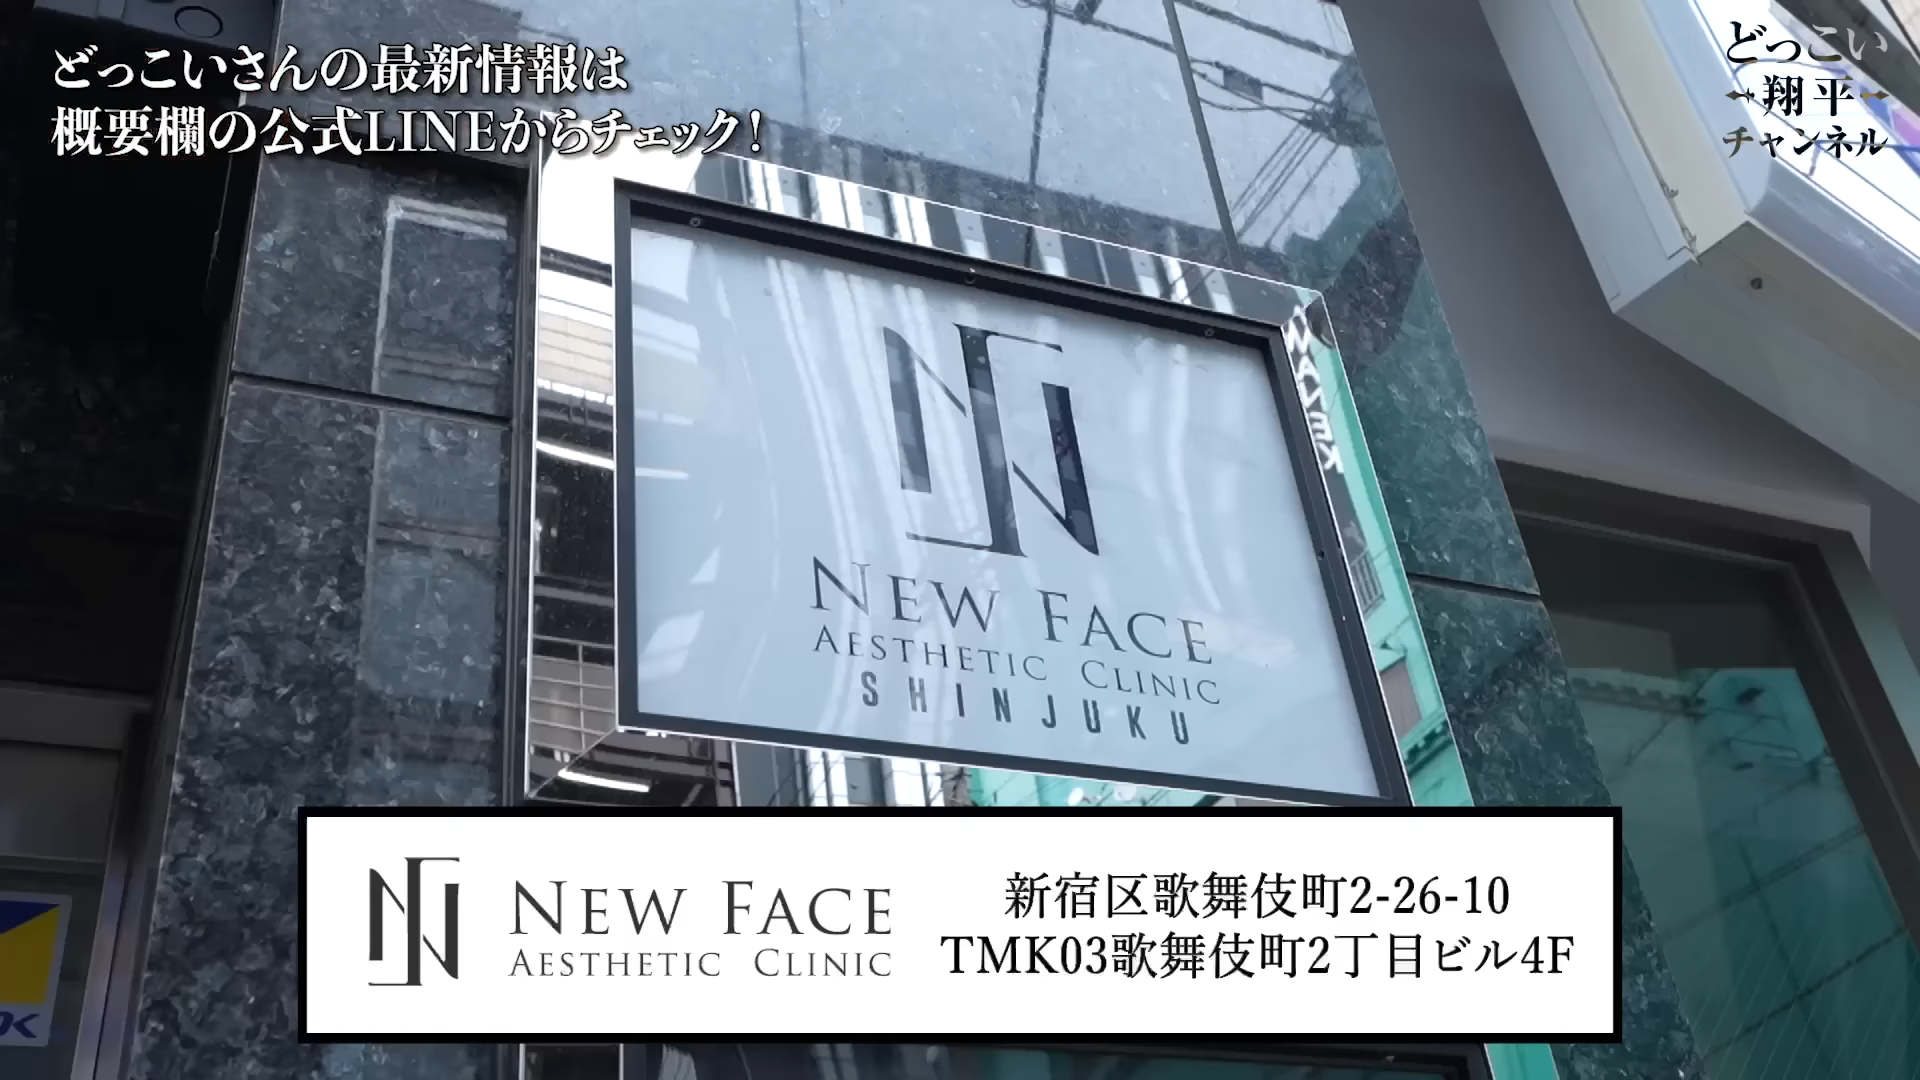 どっこいさんの最新情報は
概要欄の公式LINEからチェック!
どっこい
翔平
チャンネル
NEW FACE
AESTHETIC CLINIC
SHINJUKU
NEW FACE
AESTHETIC CLINIC
新宿区歌舞伎町2-26-10
TMK03歌舞伎町2丁目ビル4F